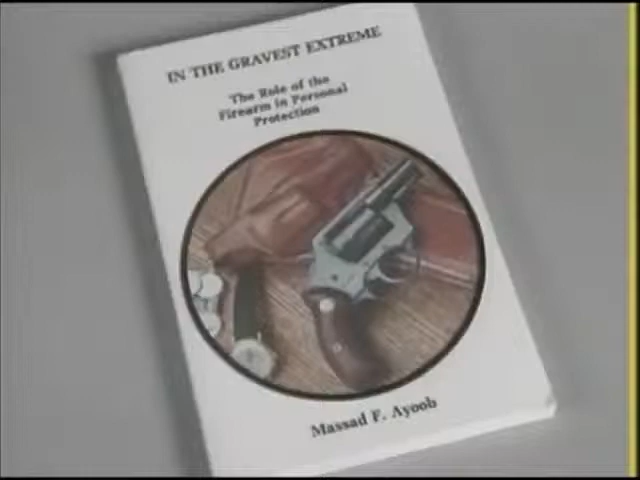 IN THE GRAVEST EXTREME
The Role of the
Firearm in Personal
Protection
Massad F. Ayoob